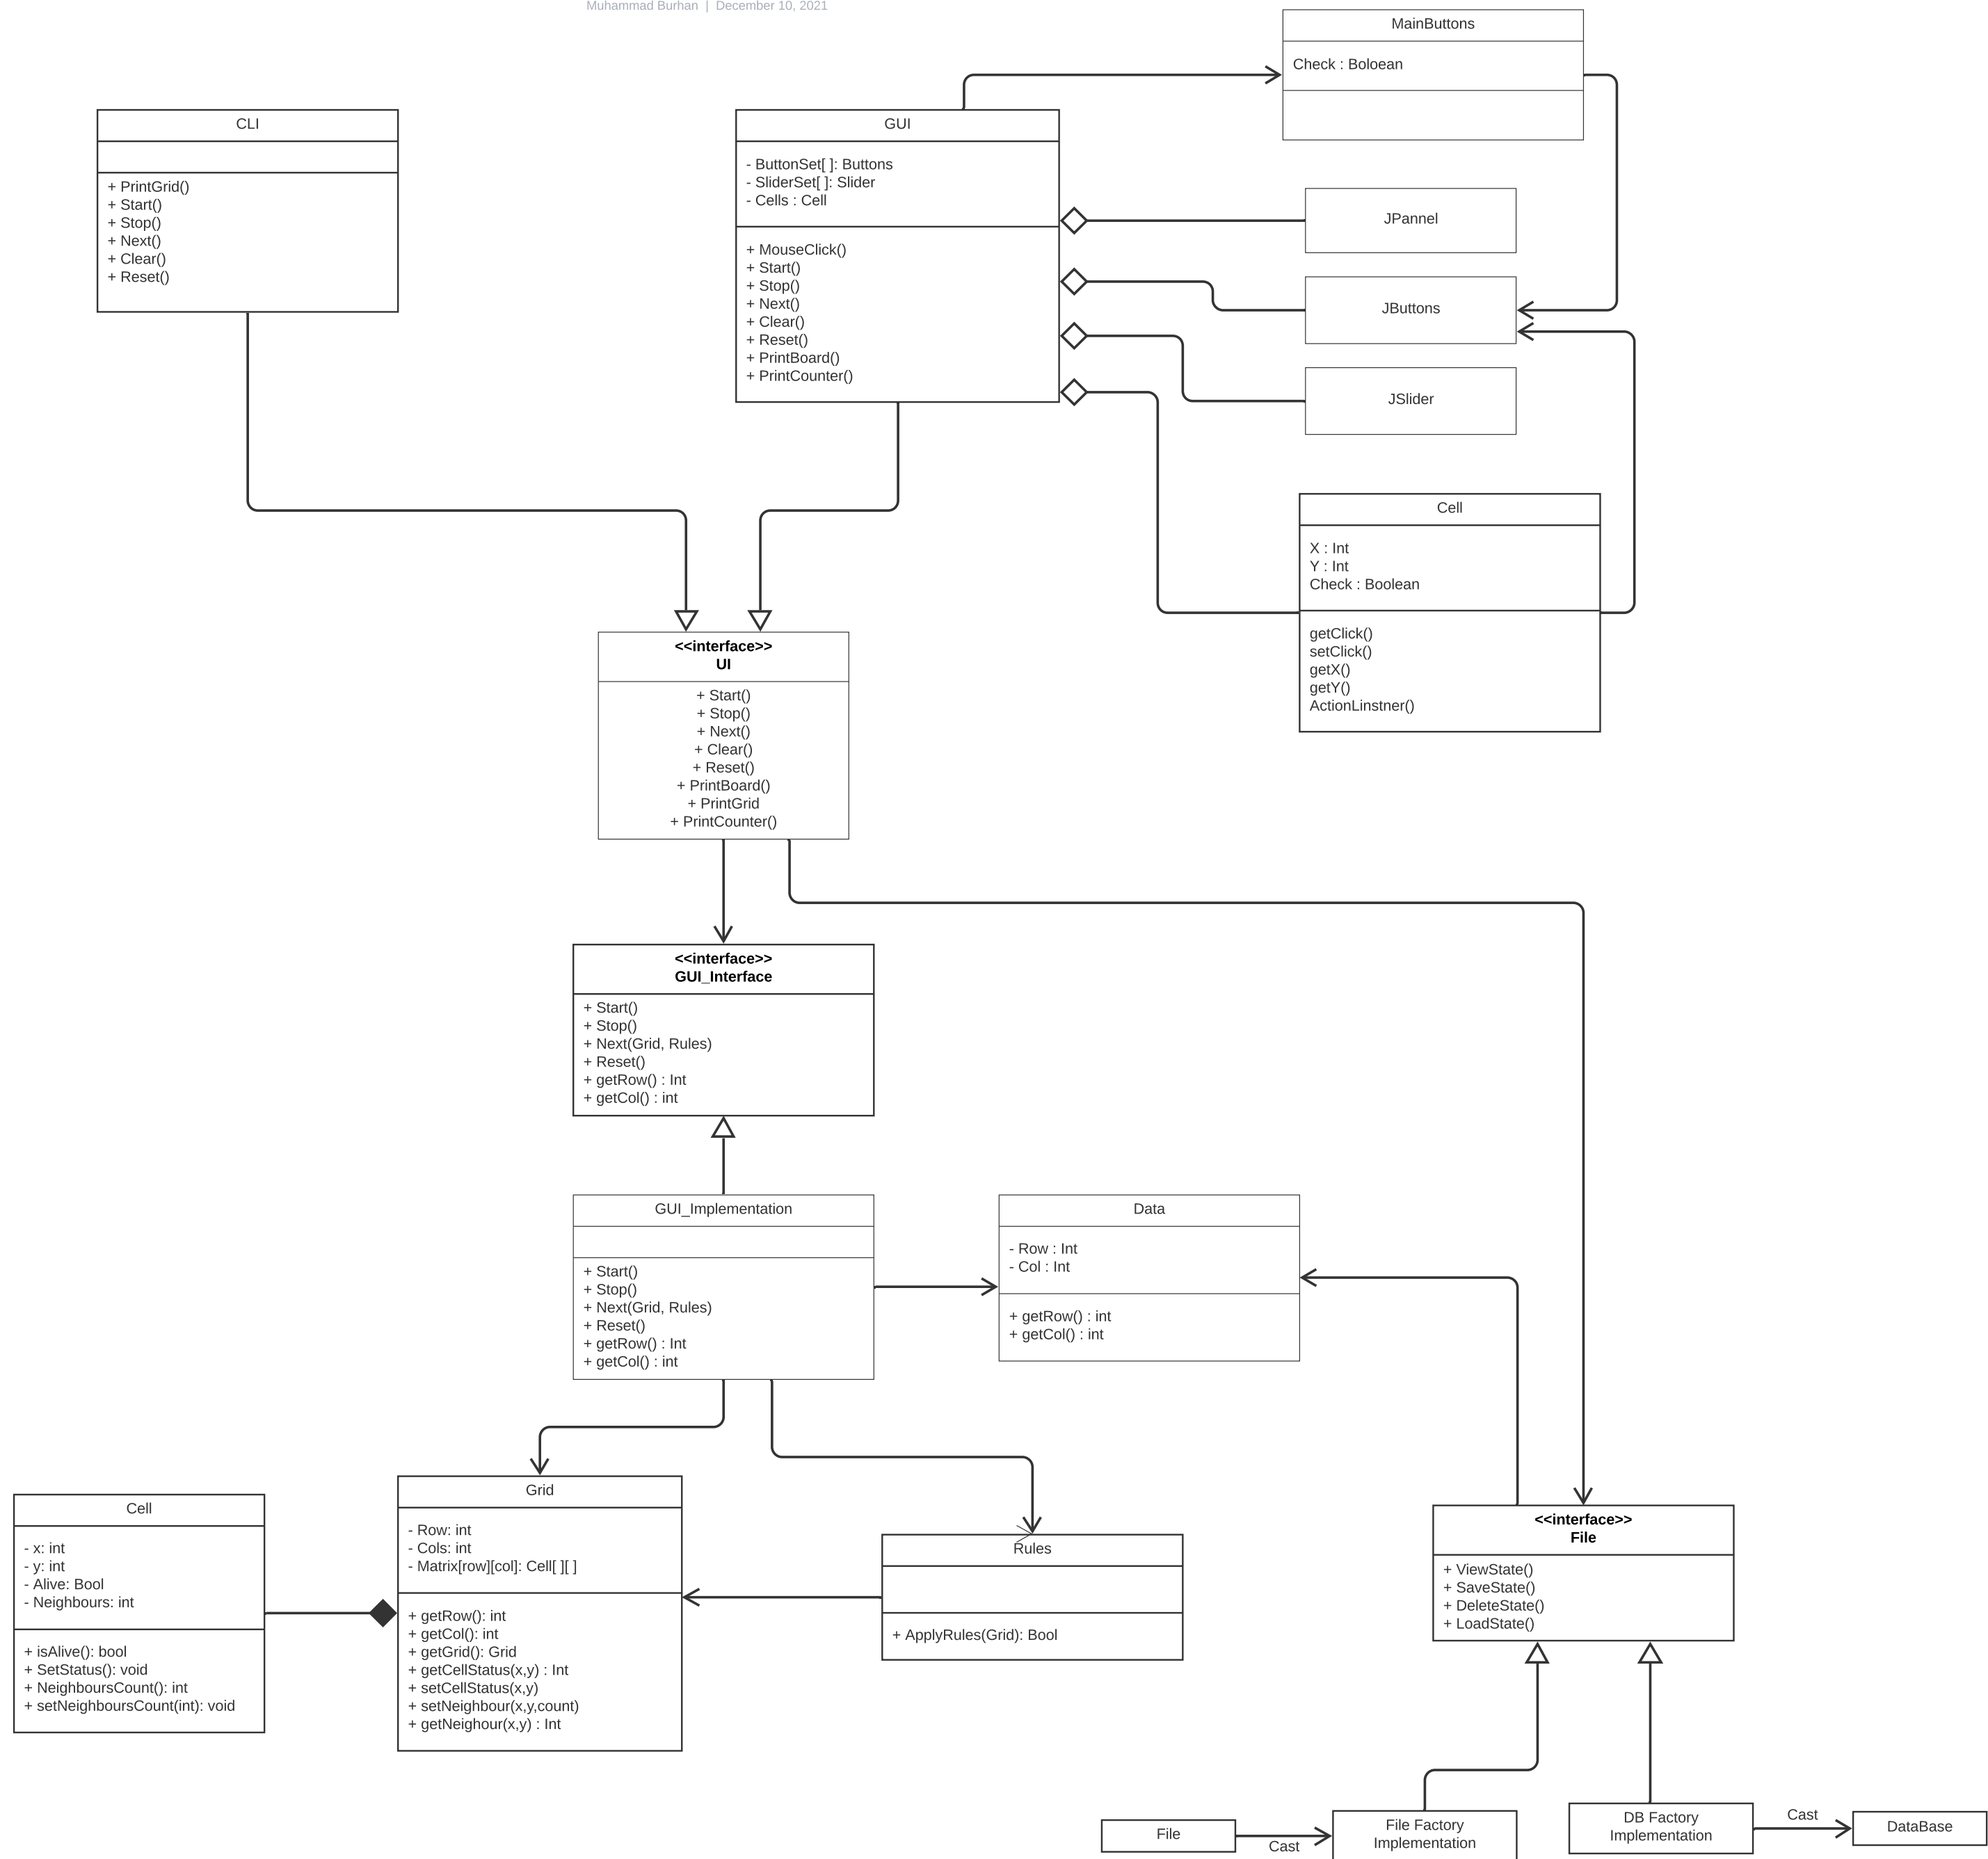 Muhammad Burhan | December 10, 2021
MainButtons
Check : Boloean
CLI
+ PrintGrid()
+ Start()
+ Stop()
+ Next()
+ Clear()
+ Reset()
GUI
- ButtonSet[ ]: Buttons
- SliderSet[ ]: Slider
- Cells : Cell
+ MouseClick()
+ Start()
+ Stop()
+ Next()
+ Clear()
+ Reset()
+ PrintBoard()
+ PrintCounter()
JPannel
JButtons
JSlider
Cell
X : Int
Y : Int
Check : Boolean
getClick()
setClick()
getX()
getY()
ActionLinstner()
<<interface>>
UI
+ Start()
+ Stop()
+ Next()
+ Clear()
+ Reset()
+ PrintBoard()
+ PrintGrid
+ PrintCounter()
<<interface>>
GUI_Interface
+ Start()
+ Stop()
+ Next(Grid, Rules)
+ Reset()
+ getRow() : Int
+ getCol() : int
GUI_Implementation
+ Start()
+ Stop()
+ Next(Grid, Rules)
+ Reset()
+ getRow() : Int
+ getCol() : int
Data
- Row : Int
- Col : Int
+ getRow() : int
+ getCol() : int
Cell
- x: int
- y: int
- Alive: Bool
- Neighbours: int
+ isAlive(): bool
+ SetStatus(): void
+ NeighboursCount(): int
+ setNeighboursCount(int): void
Grid
- Row: int
- Cols: int
- Matrix[row][col]: Cell[ ][ ]
+ getRow(): int
+ getCol(): int
+ getGrid(): Grid
+ getCellStatus(x,y) : Int
+ setCellStatus(x,y)
+ setNeighbour(x,y,count)
+ getNeighour(x,y) : Int
Rules
+ ApplyRules(Grid): Bool
<<interface>>
File
+ ViewState()
+ SaveState()
+ DeleteState()
+ LoadState()
File
Cast
File Factory
Implementation
DB Factory
Implementation
Cast
DataBase